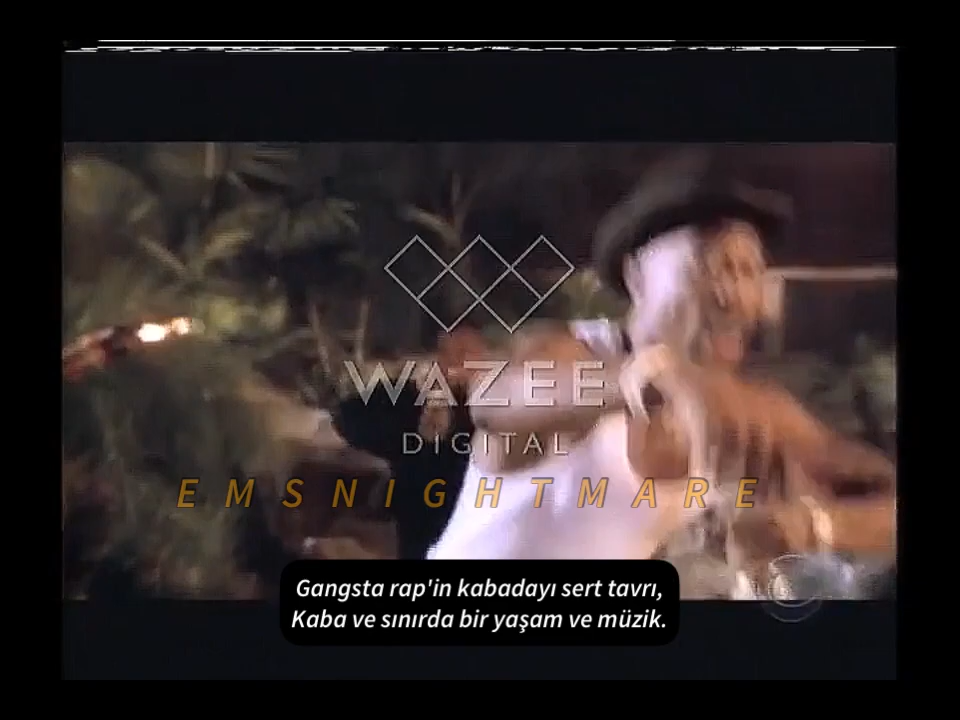 WAZEE
DIGITAL
EMSNIGHTMARE
Gangsta rap'in kabadayı sert tavrı,
Kaba ve sınırda bir yaşam ve müzik.